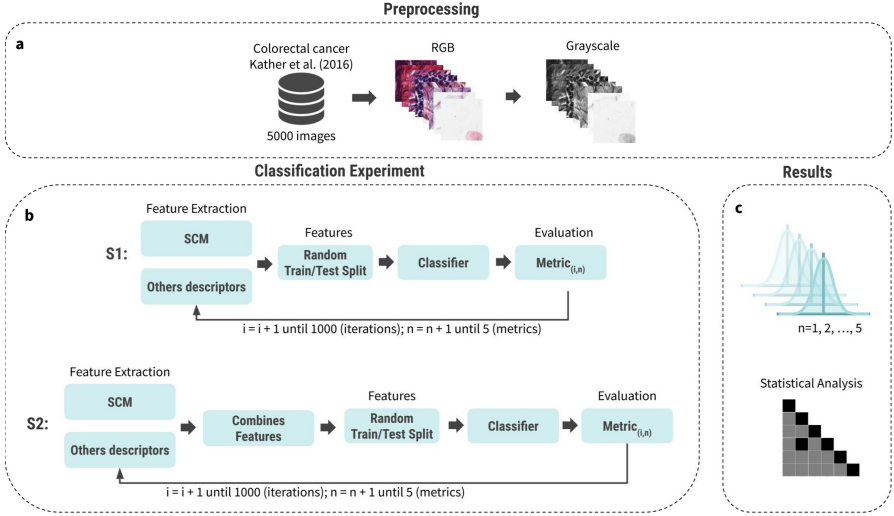 Preprocessing
a
Colorectal cancer
Kather et al. (2016)
5000 images
RGB
Grayscale
Classification Experiment
b
S1:
Feature Extraction
SCM
Others descriptors
Features
Random
Train/Test Split
Classifier
Evaluation
Metric(i,n)
i = i + 1 until 1000 (iterations); n = n + 1 until 5 (metrics)
S2:
Feature Extraction
SCM
Others descriptors
Combines
Features
Features
Random
Train/Test Split
Classifier
Evaluation
Metric(i,n)
i = i + 1 until 1000 (iterations); n = n + 1 until 5 (metrics)
Results
c
n=1, 2, …, 5
Statistical Analysis